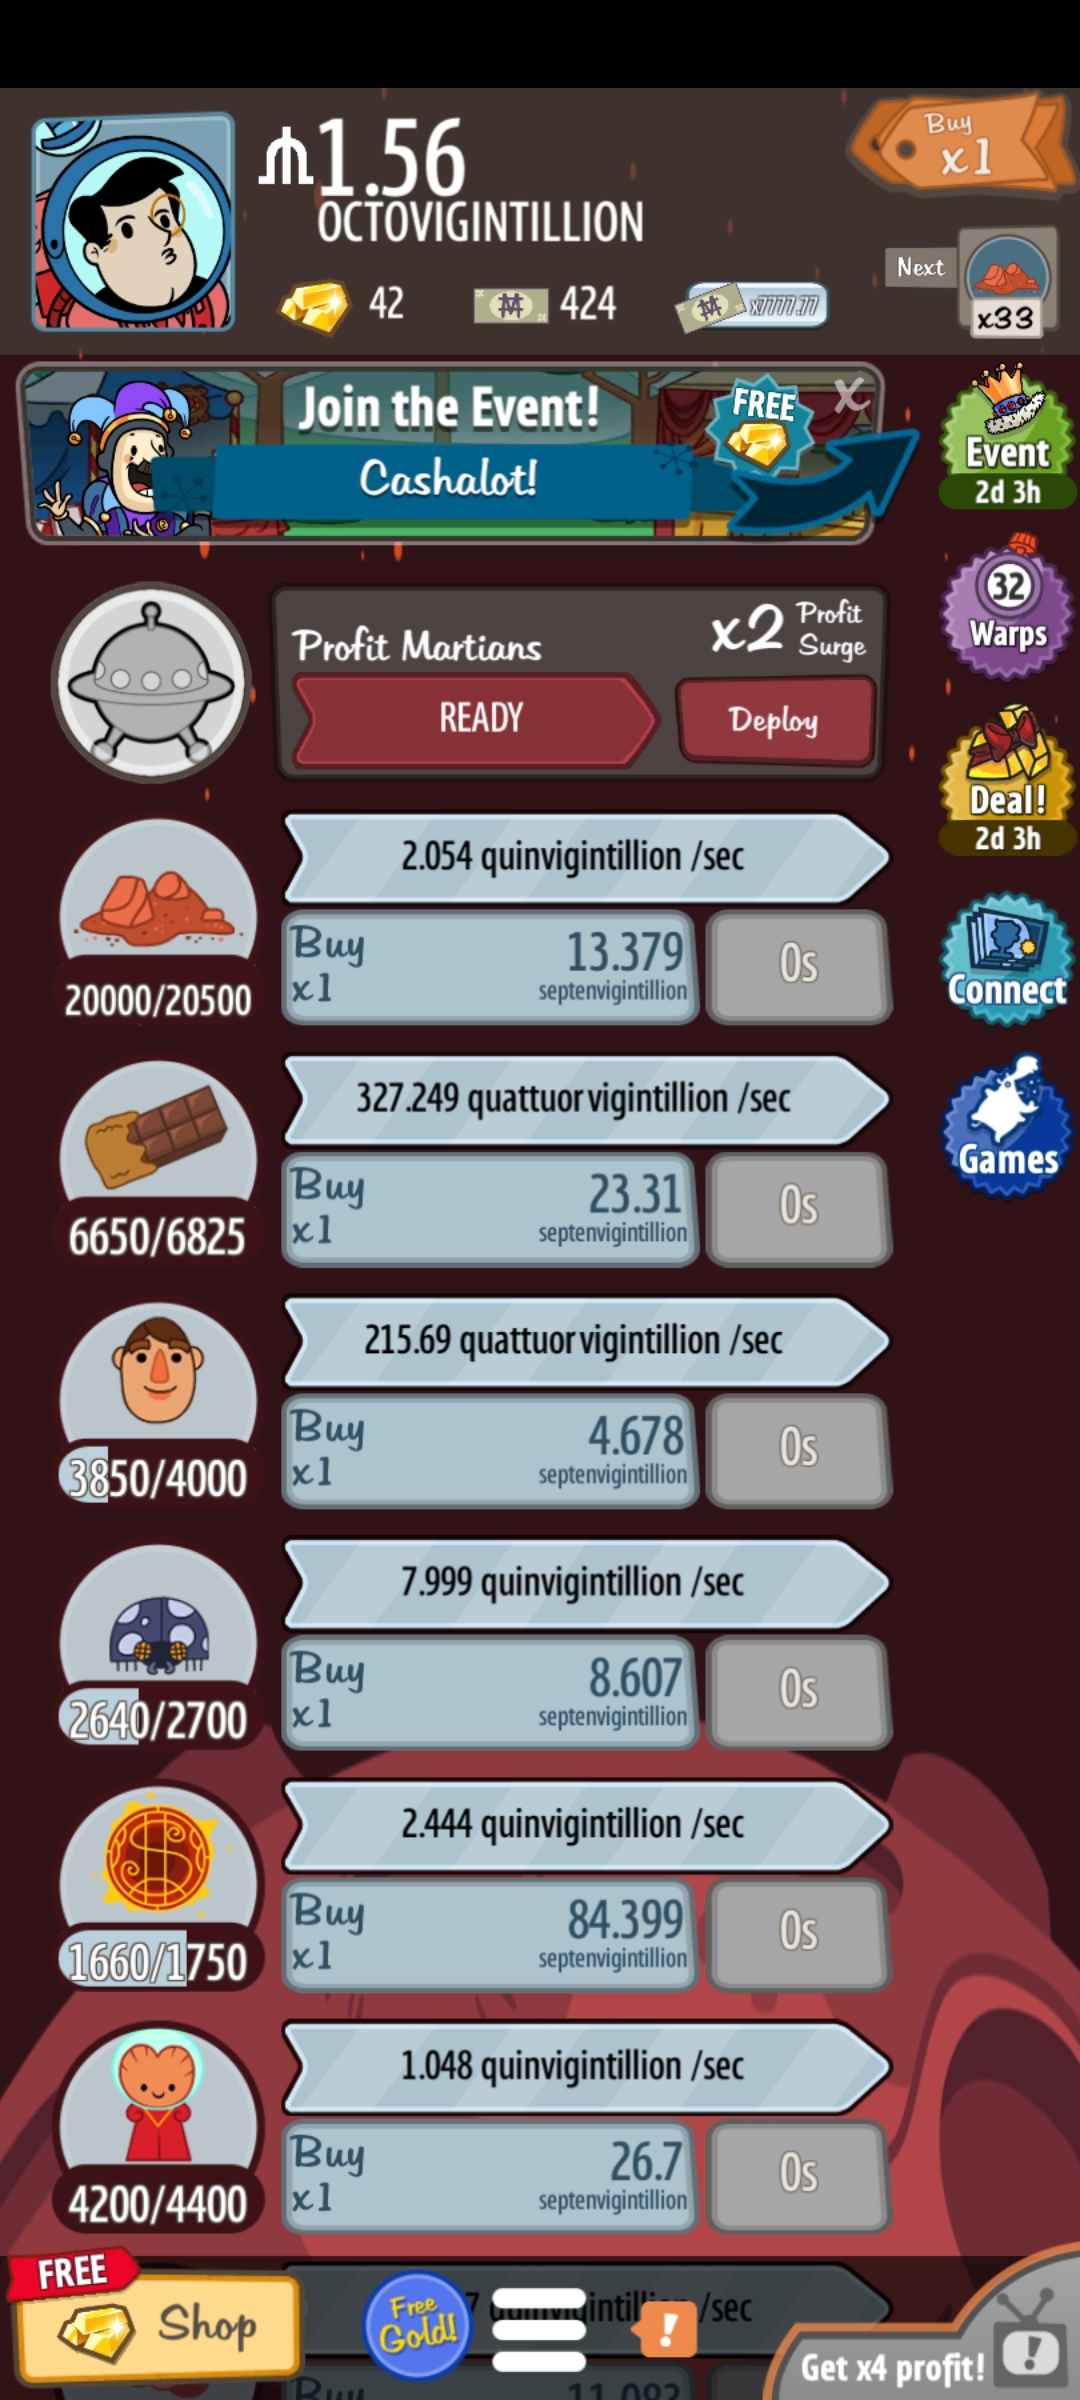 1.56
OCTOVIGINTILLION
Buy
x1
42
424
x7777.77
Next
x33
Join the Event!
FREE
X
Cashalot!
Event
2d 3h
32
Warps
Profit Martians
x2 Profit
Surge
READY
Deploy
Deal!
2d 3h
2.054 quinvigintillion /sec
20000/20500
Buy
x1
13.379
septenvigintillion
0s
Connect
327.249 quattuorvigintillion /sec
6650/6825
Buy
x1
23.31
septenvigintillion
0s
Games
215.69 quattuorvigintillion /sec
3850/4000
Buy
x1
4.678
septenvigintillion
0s
7.999 quinvigintillion /sec
2640/2700
Buy
x1
8.607
septenvigintillion
0s
2.444 quinvigintillion /sec
1660/1750
Buy
x1
84.399
septenvigintillion
0s
1.048 quinvigintillion /sec
4200/4400
Buy
x1
26.7
septenvigintillion
0s
FREE
Shop
Free
Gold!
/sec
!
Get x4 profit!
!
Buy
11.082